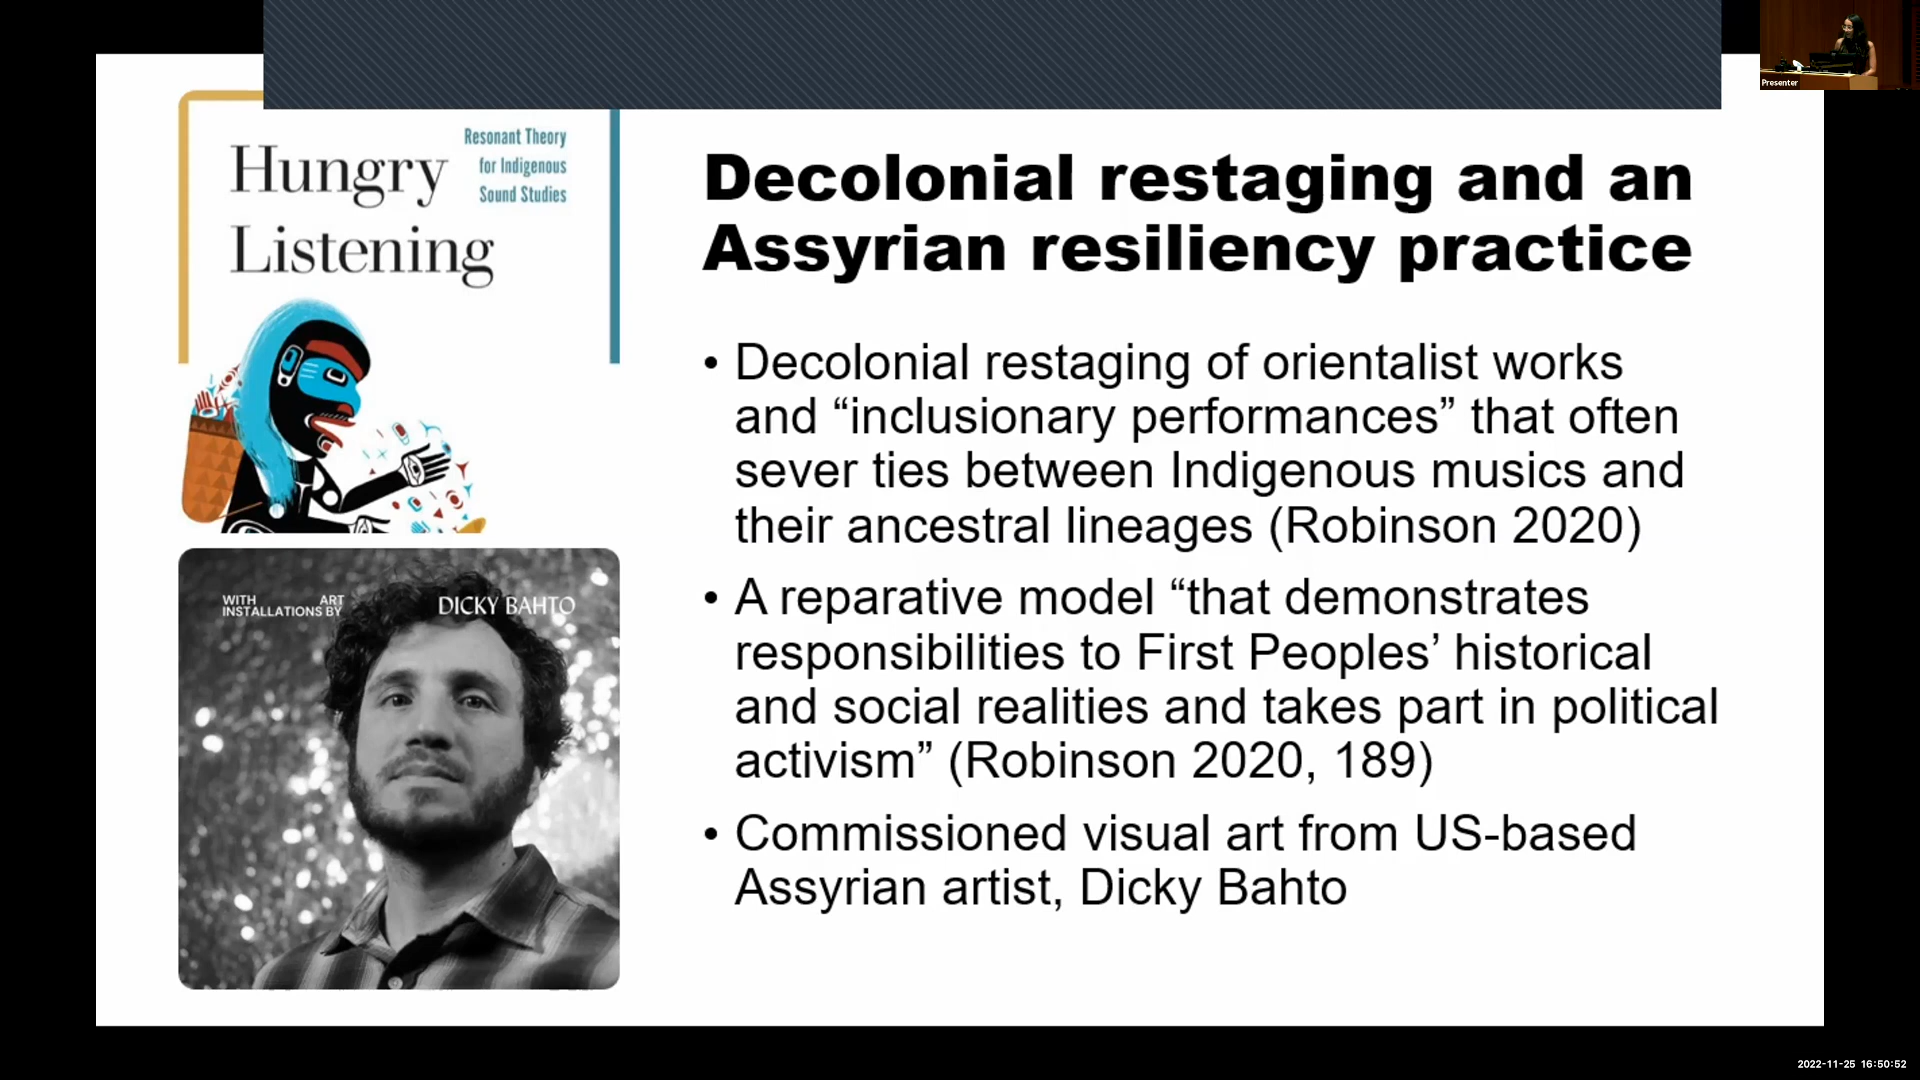 Presenter
Hungry
Listening
Resonant Theory
for Indigenous
Sound Studies
WITH ART
INSTALLATIONS BY
DICKY BAHTO
Decolonial restaging and an
Assyrian resiliency practice
• Decolonial restaging of orientalist works
and “inclusionary performances” that often
sever ties between Indigenous musics and
their ancestral lineages (Robinson 2020)
• A reparative model “that demonstrates
responsibilities to First Peoples’ historical
and social realities and takes part in political
activism” (Robinson 2020, 189)
• Commissioned visual art from US-based
Assyrian artist, Dicky Bahto
2022-11-25 16:50:52